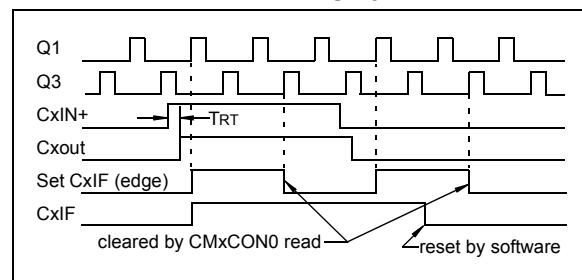 Q1
Q3
CxIN+
TRT
Cxout
Set CxIF (edge)
CxIF
cleared by CMxCON0 read
reset by software